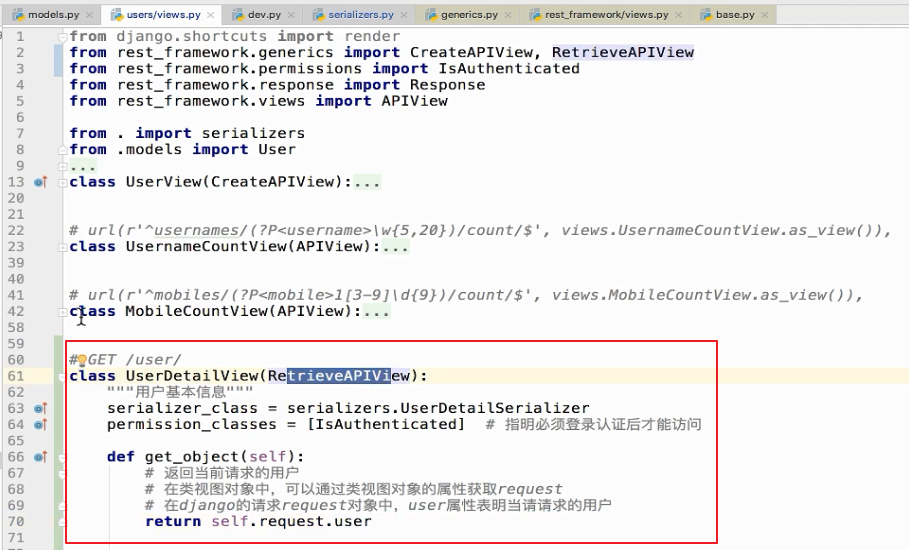 models.py × users/views.py × dev.py × serializers.py × generics.py × rest_framework/views.py × base.py ×
1 from django.shortcuts import render
2 from rest_framework.generics import CreateAPIView, RetrieveAPIView
3 from rest_framework.permissions import IsAuthenticated
4 from rest_framework.response import Response
5 from rest_framework.views import APIView
6
7 from . import serializers
8 from .models import User
9 ...
13 class UserView(CreateAPIView):...
20
21
22 # url(r'^usernames/(?P<username>\w{5,20})/count/$', views.UsernameCountView.as_view()),
23 class UsernameCountView(APIView):...
39
40
41 # url(r'^mobiles/(?P<mobile>1[3-9]\d{9})/count/$', views.MobileCountView.as_view()),
42 class MobileCountView(APIView):...
58
59
60 # GET /user/
61 class UserDetailView(RetrieveAPIView):
62 """用户基本信息"""
63 serializer_class = serializers.UserDetailSerializer
64 permission_classes = [IsAuthenticated] # 指明必须登录认证后才能访问
65
66 def get_object(self):
67 # 返回当前请求的用户
68 # 在类视图对象中，可以通过类视图对象的属性获取request
69 # 在django的请求request对象中，user属性表明当请请求的用户
70 return self.request.user
71